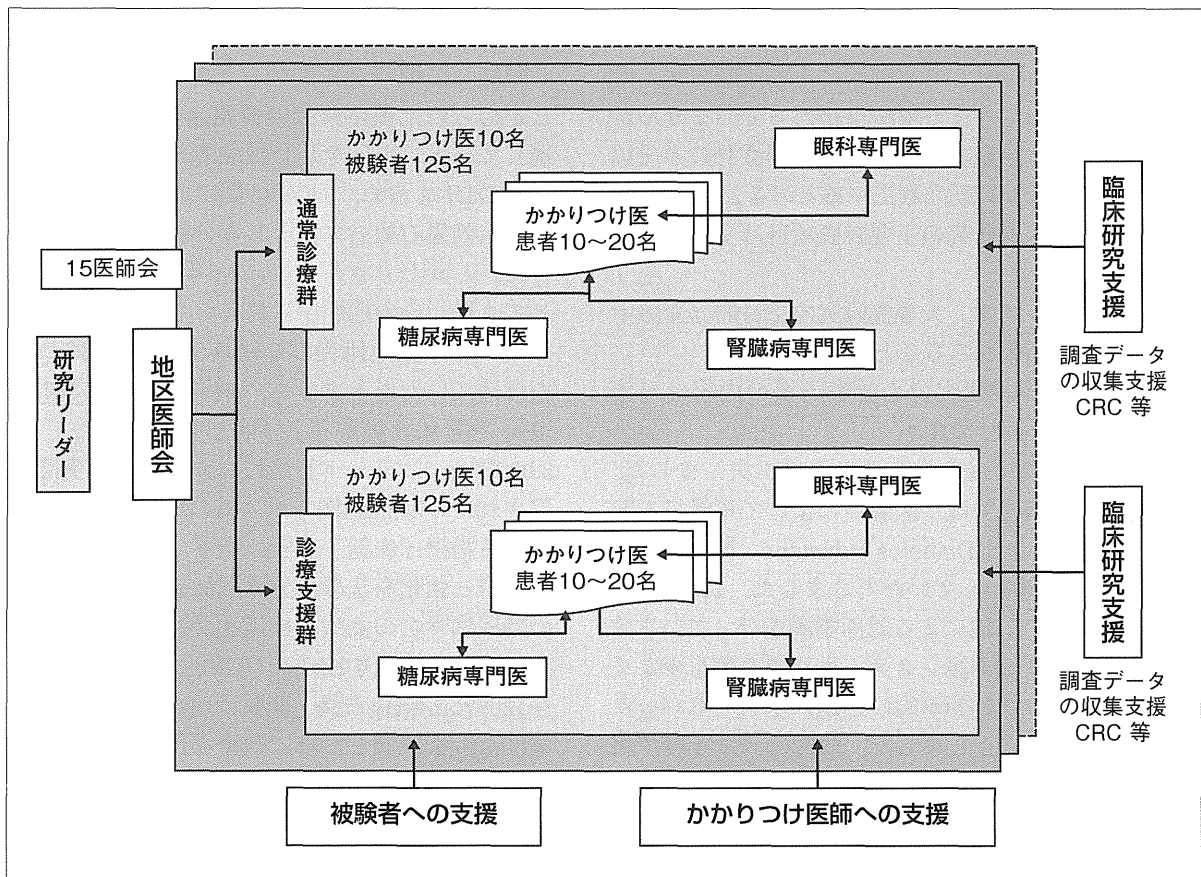 15医師会
研究リーダー
地区医師会
通常診療群
かかりつけ医10名
被験者125名
眼科専門医
かかりつけ医
患者10～20名
糖尿病専門医
腎臓病専門医
臨床研究支援
調査データ
の収集支援
CRC 等
診療支援群
かかりつけ医10名
被験者125名
眼科専門医
かかりつけ医
患者10～20名
糖尿病専門医
腎臓病専門医
臨床研究支援
調査データ
の収集支援
CRC 等
被験者への支援
かかりつけ医師への支援